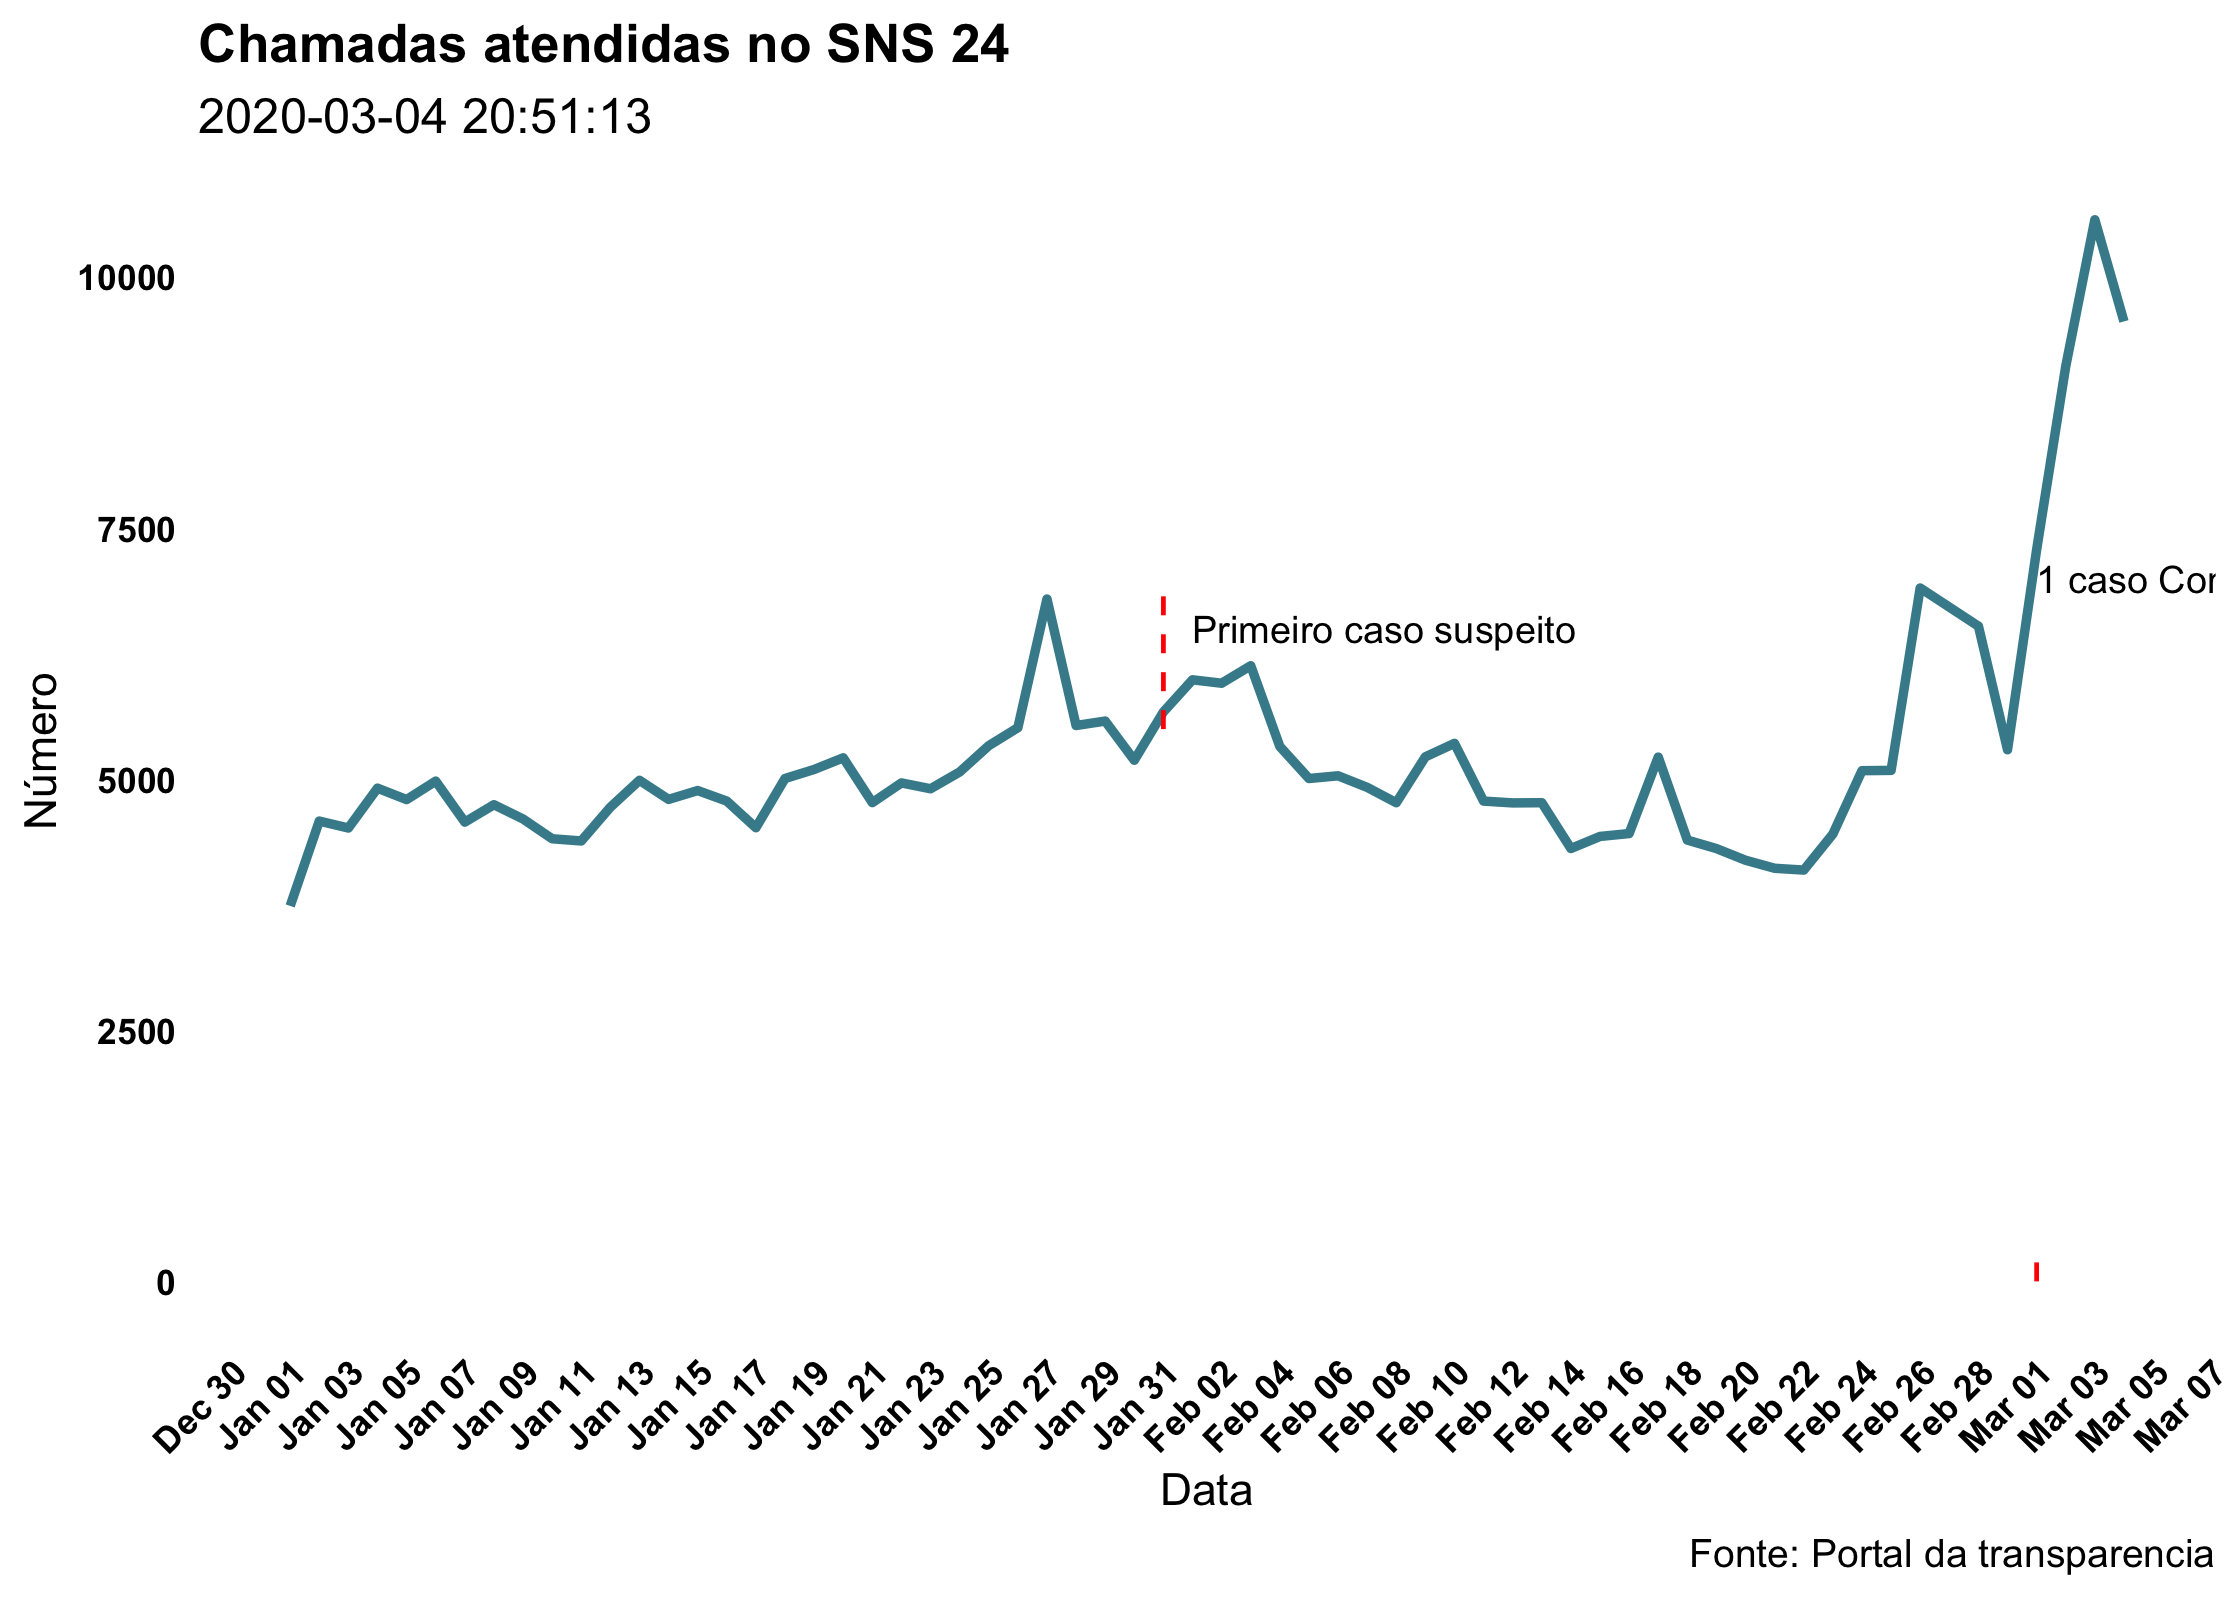 Chamadas atendidas no SNS 24
2020-03-04 20:51:13
10000
7500
5000
2500
0
Número
Primeiro caso suspeito
1 caso
Dec 30
Jan 01
Jan 03
Jan 05
Jan 07
Jan 09
Jan 11
Jan 13
Jan 15
Jan 17
Jan 19
Jan 21
Jan 23
Jan 25
Jan 27
Jan 29
Jan 31
Feb 02
Feb 04
Feb 06
Feb 08
Feb 10
Feb 12
Feb 14
Feb 16
Feb 18
Feb 20
Feb 22
Feb 24
Feb 26
Feb 28
Mar 01
Mar 03
Mar 05
Mar 07
Data
Fonte: Portal da transparencia